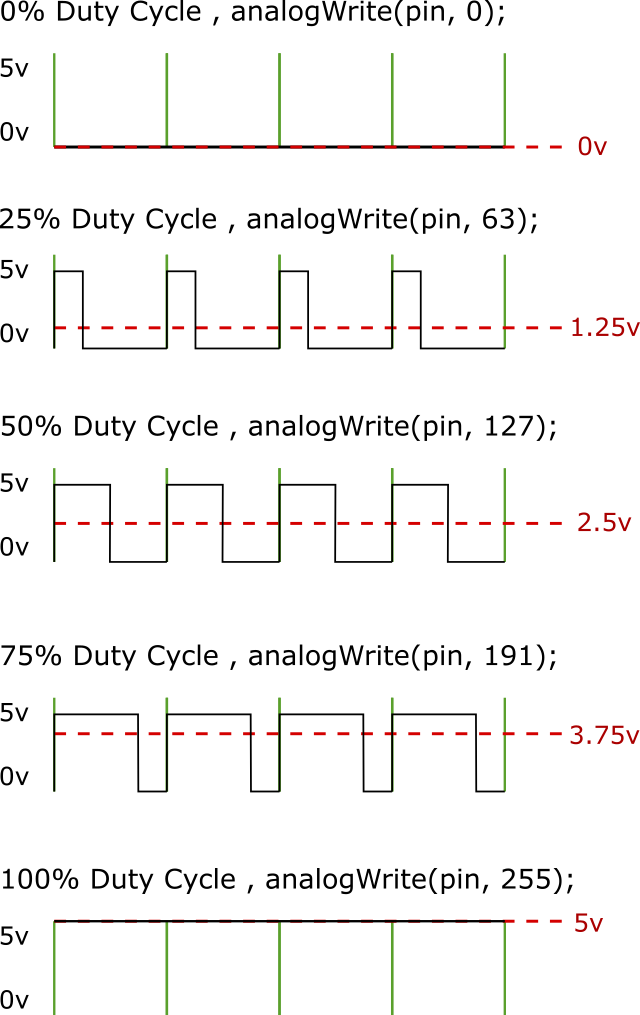 0% Duty Cycle , analogWrite(pin, 0);
5v
0v
0v
25% Duty Cycle , analogWrite(pin, 63);
5v
1.25v
0v
50% Duty Cycle , analogWrite(pin, 127);
5v
2.5v
0v
75% Duty Cycle , analogWrite(pin, 191);
5v
3.75v
0v
100% Duty Cycle , analogWrite(pin, 255);
5v
5v
0v